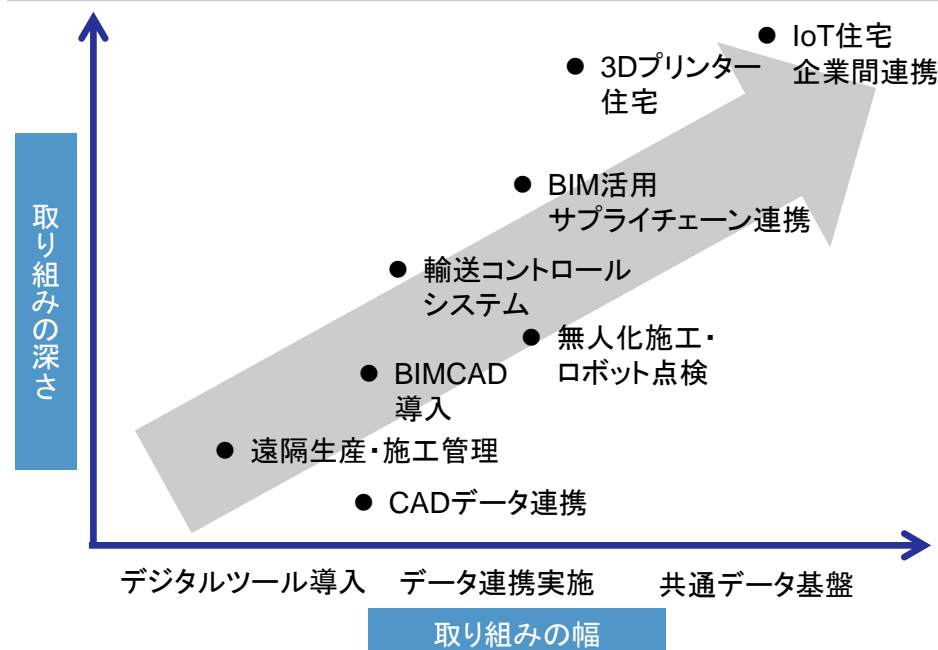 ● IoT住宅
企業間連携
● 3Dプリンター
住宅
● BIM活用
サプライチェーン連携
取り組みの深さ
● 輸送コントロール
システム
● 無人化施工・
ロボット点検
● BIMCAD
導入
● 遠隔生産・施工管理
● CADデータ連携
デジタルツール導入
データ連携実施
共通データ基盤
取り組みの幅